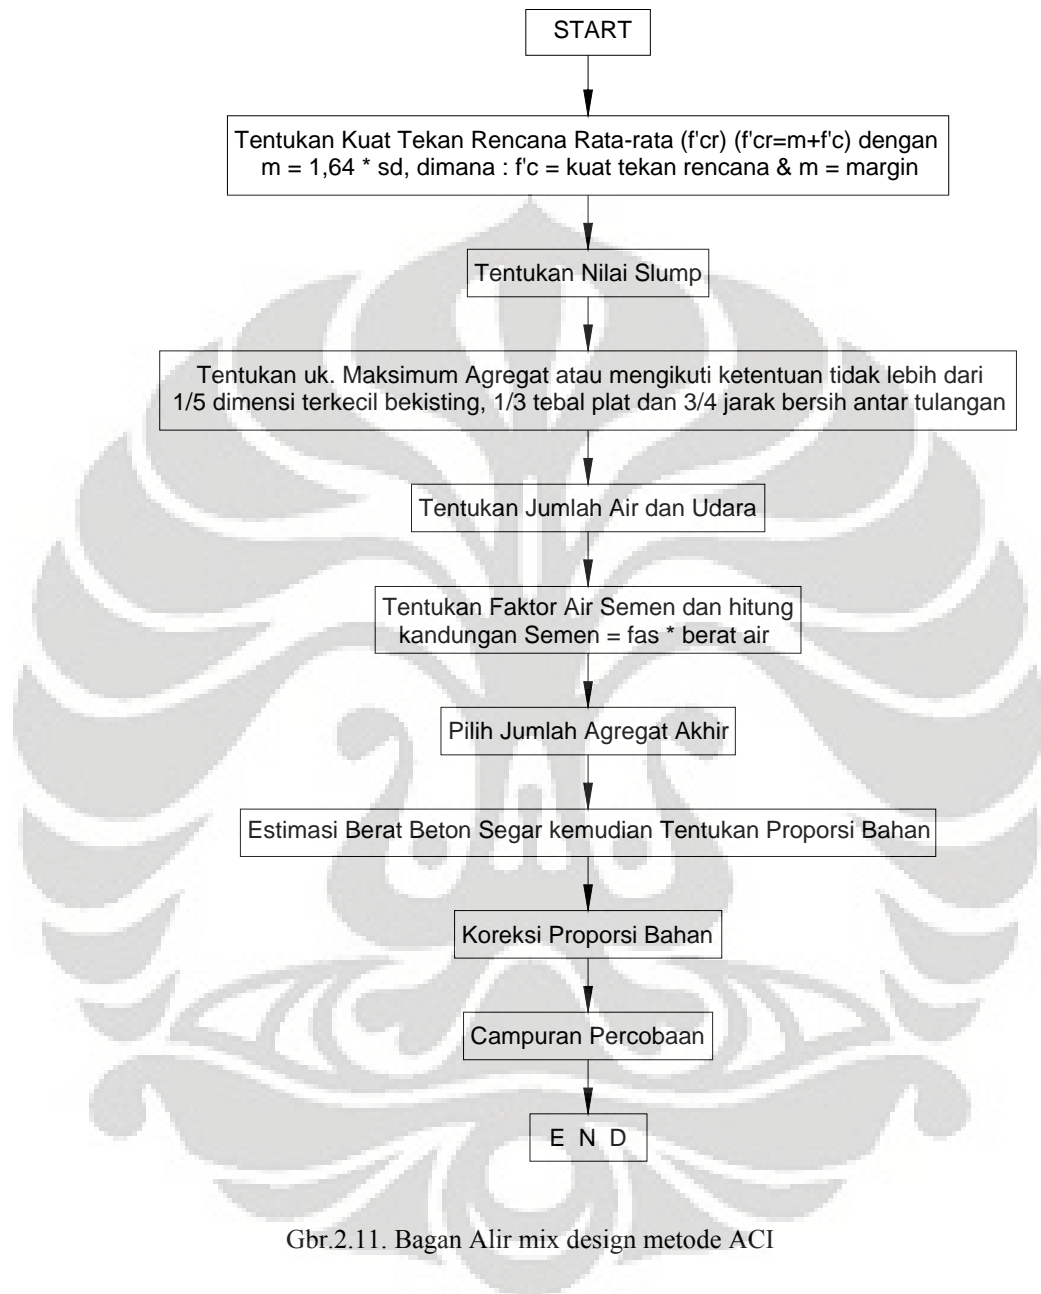 START
Tentukan Kuat Tekan Rencana Rata-rata (f'cr) (f'cr=m+f'c) dengan
m = 1,64 * sd, dimana : f'c = kuat tekan rencana & m = margin
Tentukan Nilai Slump
Tentukan uk. Maksimum Agregat atau mengikuti ketentuan tidak lebih dari
1/5 dimensi terkecil bekisting, 1/3 tebal plat dan 3/4 jarak bersih antar tulangan
Tentukan Jumlah Air dan Udara
Tentukan Faktor Air Semen dan hitung
kandungan Semen = fas * berat air
Pilih Jumlah Agregat Akhir
Estimasi Berat Beton Segar kemudian Tentukan Proporsi Bahan
Koreksi Proporsi Bahan
Campuran Percobaan
E N D
Gbr.2.11. Bagan Alir mix design metode ACI